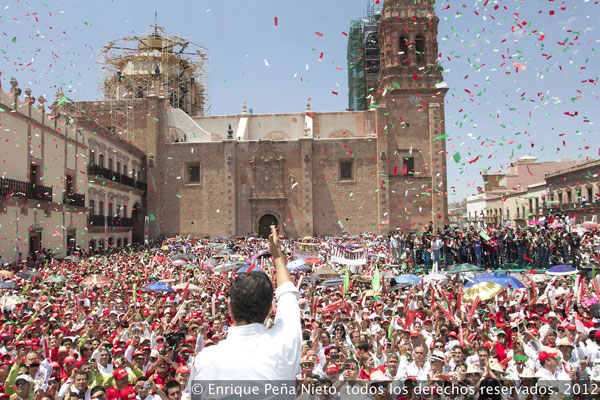 © Enrique Peña Nieto, todos los derechos reservados. 2012